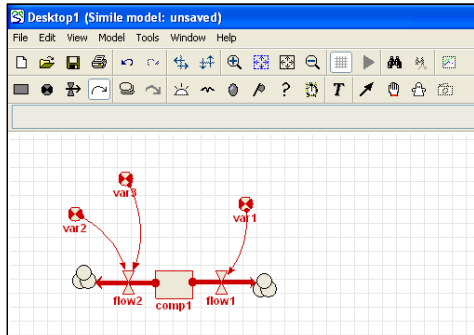 Desktop1 (Simile model: unsaved)
File Edit View Model Tools Window Help
? T
var3
var2
var1
flow2 comp1 flow1